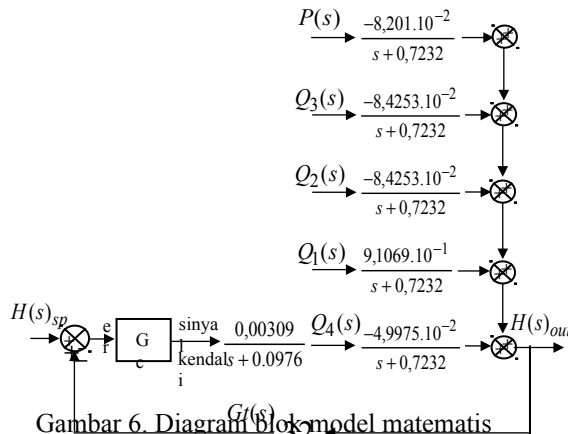 P(s) −8,201.10−2
s + 0,7232
Q3(s) −8,4253.10−2
s + 0,7232
Q2(s) −8,4253.10−2
s + 0,7232
Q1(s) 9,1069.10−1
s + 0,7232
H(s)sp er G c sinya kendal i 0,00309 Q4(s) −4,9975.10−2 H(s)out
s + 0.0976 s + 0,7232
Gt(s)
Gambar 6. Diagram blok model matematis